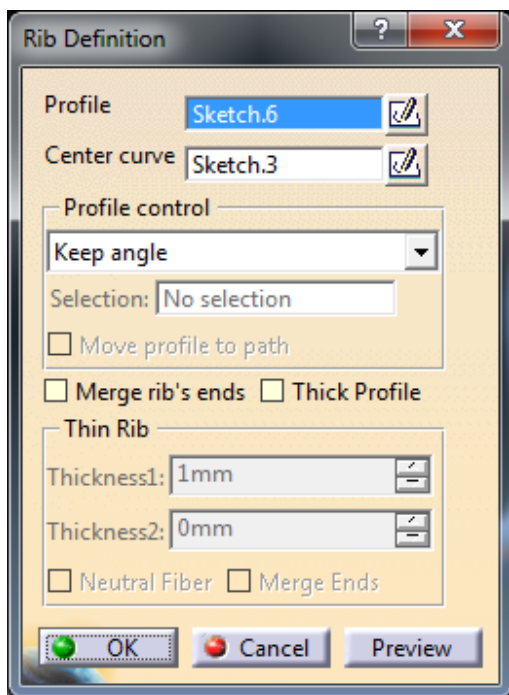 Rib Definition
?
X
Profile Sketch.6
Center curve Sketch.3
Profile control
Keep angle
Selection: No selection
Move profile to path
Merge rib's ends Thick Profile
Thin Rib
Thickness1: 1mm
Thickness2: 0mm
Neutral Fiber Merge Ends
OK Cancel Preview